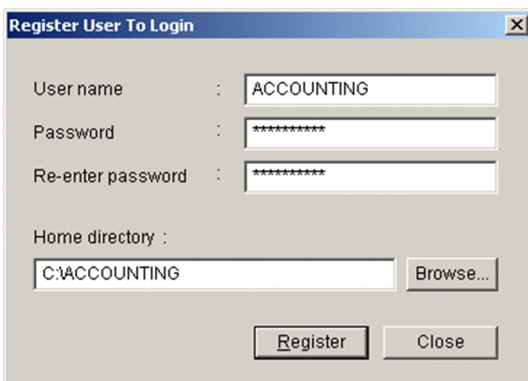 Register User To Login
User name : ACCOUNTING
Password : **********
Re-enter password : **********
Home directory :
C:\ACCOUNTING Browse...
Register Close